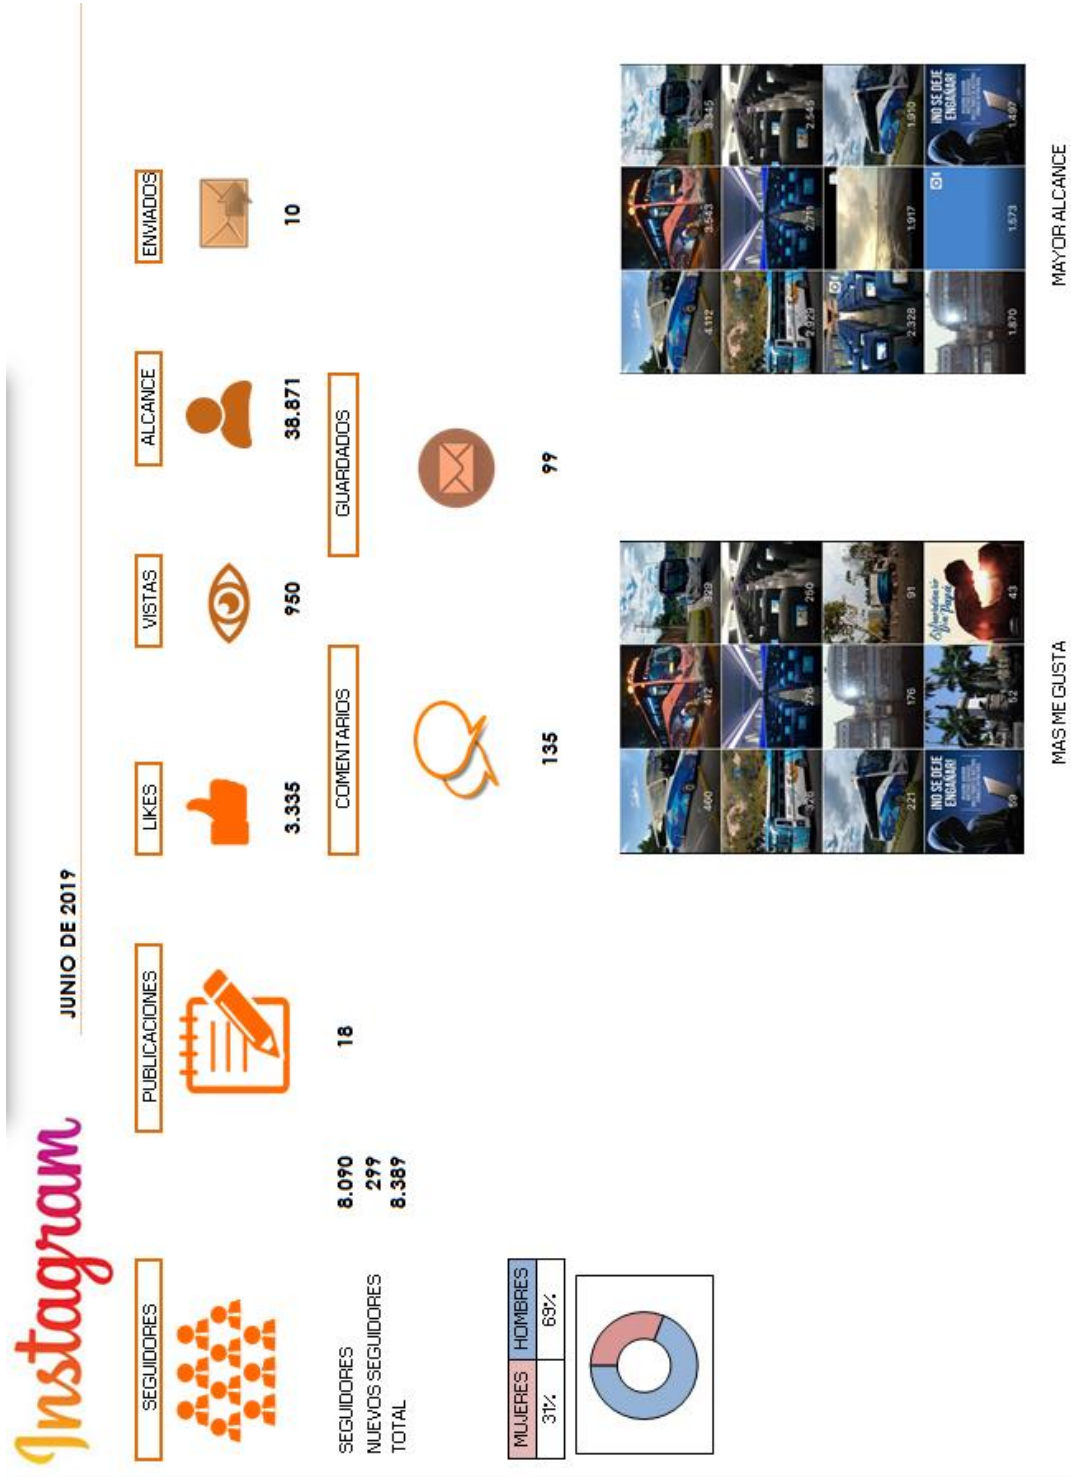 Instagram
JUNIO DE 2019
SEGUIDORES
PUBLICACIONES
LIKES
VISTAS
ALCANCE
ENVIADOS
3.335
950
38.871
10
SEGUIDORES 8.090
NUEVOS SEGUIDORES 299
TOTAL 8.389
18
COMENTARIOS
GUARDADOS
135
99
MUJERES HOMBRES
31% 69%
460 412 329
326 276 260
221 176 91
¡NO SE DEJE
ENGAÑAR!
59 52
Día Papá
43
MAS ME GUSTA
4.112 3.543 3.345
2.929 2.711 2.545
2.328 1.917 1.910
1.870 1.573
¡NO SE DEJE
ENGAÑAR!
1.497
MAYOR ALCANCE